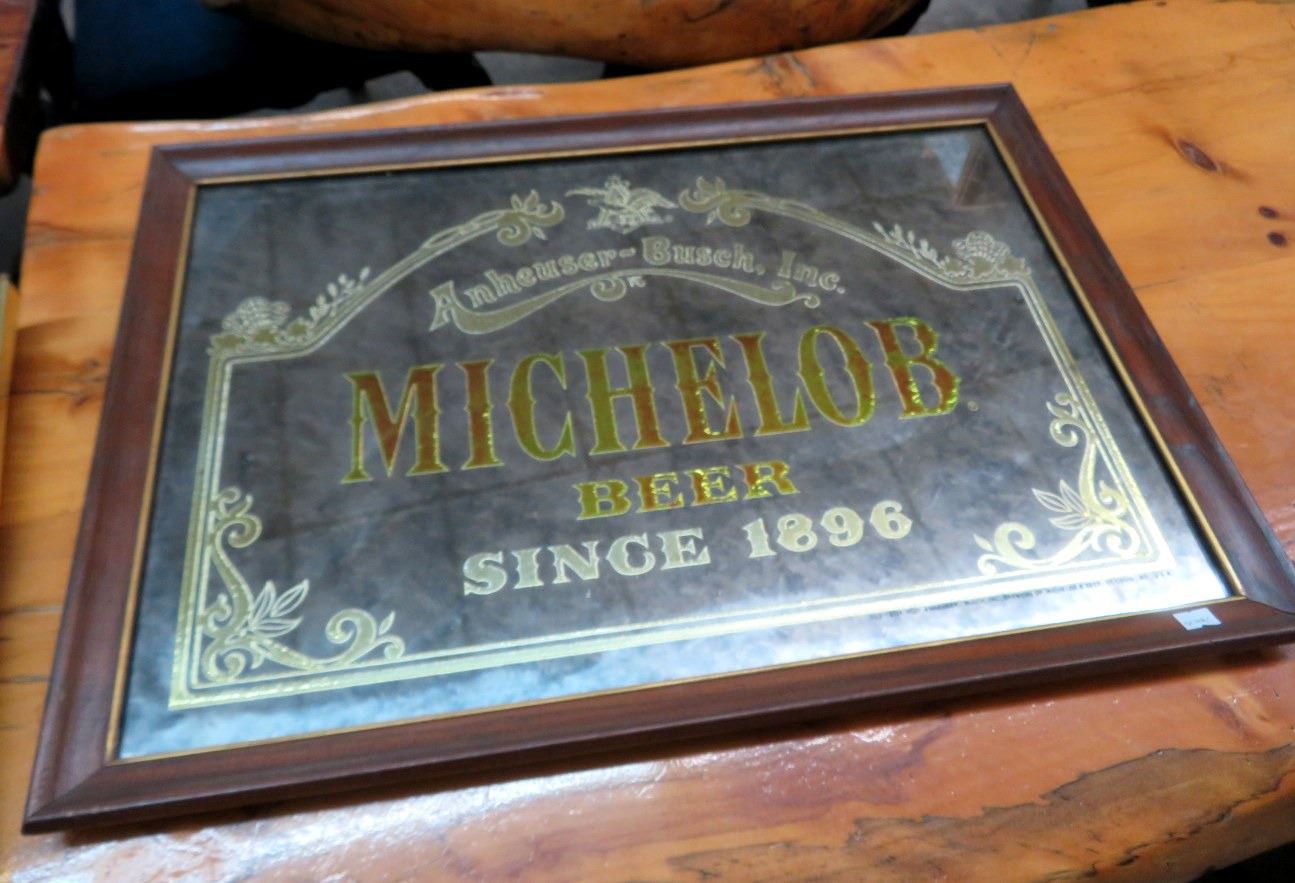 Anheuser-Busch, Inc.
MICHELOB
BEER
SINCE 1896